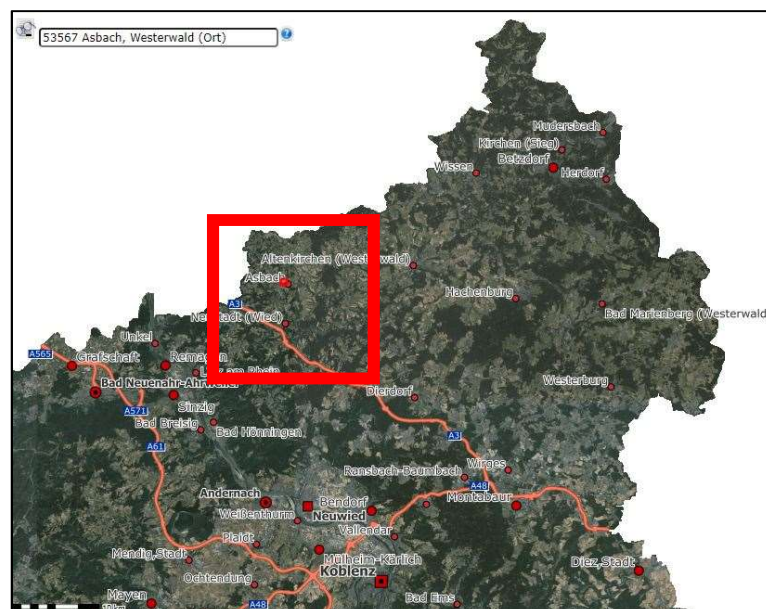 53567 Asbach, Westerwald (Ort)
Mudersbach
Kirchen (Sieg)
Betzdorf
Wissen
Herdorf
Altenkirchen (Westerwald)
Asbach
Hachenburg
A3
Bad Marienberg (Westerwald
Neustadt (Wied)
Unkel
A565
Grafschaft
Remagen
Linz am Rhein
Bad Neuenahr-Ahrweiler
Westerburg
Dierdorf
Sinzig
A571
Bad Breisig
Bad Hönningen
A61
A3
Wirges
Ransbach-Baumbach
A48
Andernach
Bendorf
Montabaur
Weißenthurm
Neuwied
Vallendar
Plaidt
Mendig,Stadt
Mülheim-Kärlich
Koblenz
Diez,Stadt
Ochtendung
Mayen
A48
Bad Ems